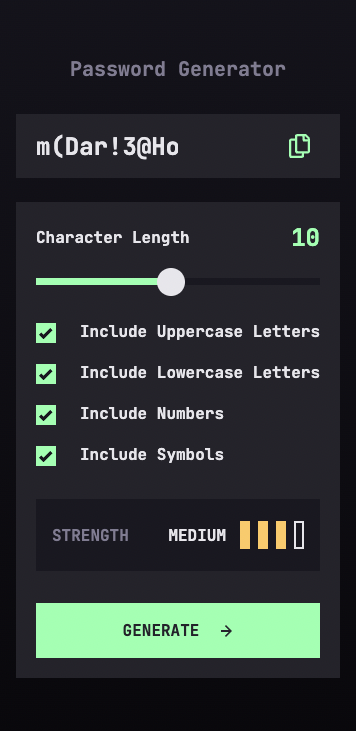 Password Generator
m(Dar!3@Ho
Character Length 10
Include Uppercase Letters
Include Lowercase Letters
Include Numbers
Include Symbols
STRENGTH MEDIUM
GENERATE →